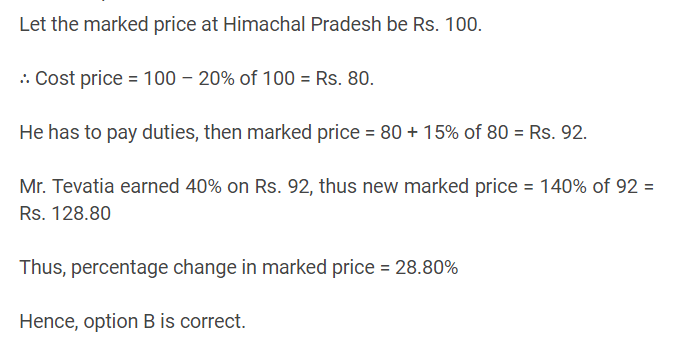 Let the marked price at Himachal Pradesh be Rs. 100.
∴ Cost price = 100 – 20% of 100 = Rs. 80.
He has to pay duties, then marked price = 80 + 15% of 80 = Rs. 92.
Mr. Tevatia earned 40% on Rs. 92, thus new marked price = 140% of 92 =
Rs. 128.80
Thus, percentage change in marked price = 28.80%
Hence, option B is correct.